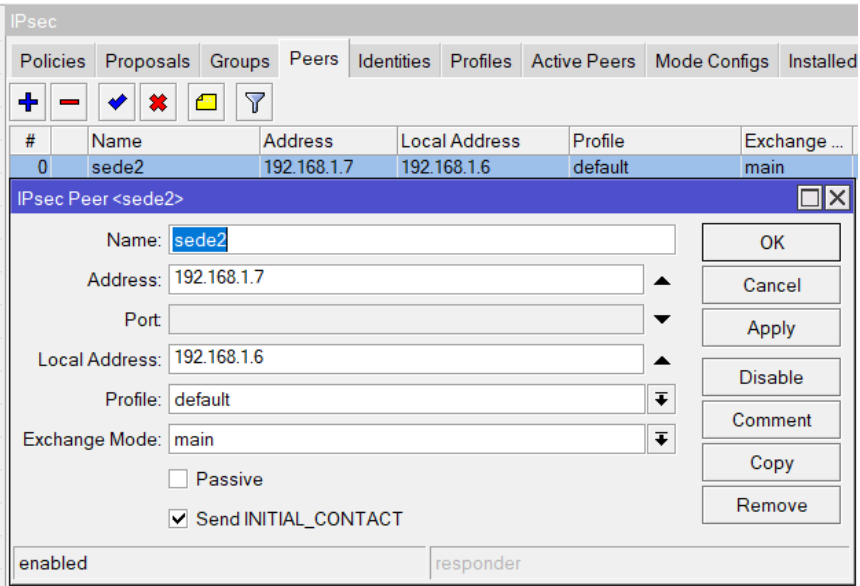 IPsec
Policies Proposals Groups Peers Identities Profiles Active Peers Mode Configs Installed
# Name Address Local Address Profile Exchange ...
0 sede2 192.168.1.7 192.168.1.6 default main
IPsec Peer <sede2>
Name: sede2 OK
Address: 192.168.1.7 Cancel
Port: Apply
Local Address: 192.168.1.6
Disable
Profile: default
Comment
Exchange Mode: main
Copy
Passive
Remove
Send INITIAL_CONTACT
enabled responder